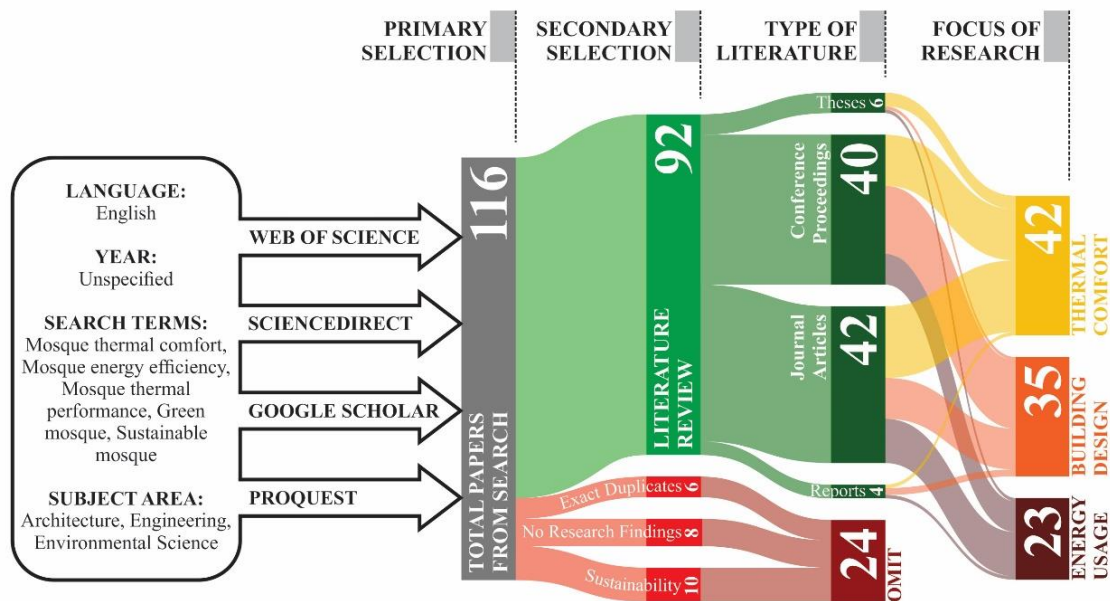 PRIMARY
SELECTION
SECONDARY
SELECTION
TYPE OF
LITERATURE
FOCUS OF
RESEARCH
LANGUAGE:
English
YEAR:
Unspecified
SEARCH TERMS:
Mosque thermal comfort,
Mosque energy efficiency,
Mosque thermal
performance, Green
mosque, Sustainable
mosque
SUBJECT AREA:
Architecture, Engineering,
Environmental Science
WEB OF SCIENCE
SCIENCEDIRECT
GOOGLE SCHOLAR
PROQUEST
116
TOTAL PAPERS
FROM SEARCH
92
LITERATURE
REVIEW
Exact Duplicates 6
No Research Findings 8
Sustainability 10
Theses 6
40
Conference
Proceedings
42
Journal
Articles
Reports 4
24
OMIT
42
THERMAL
COMFORT
35
BUILDING
DESIGN
23
ENERGY
USAGE